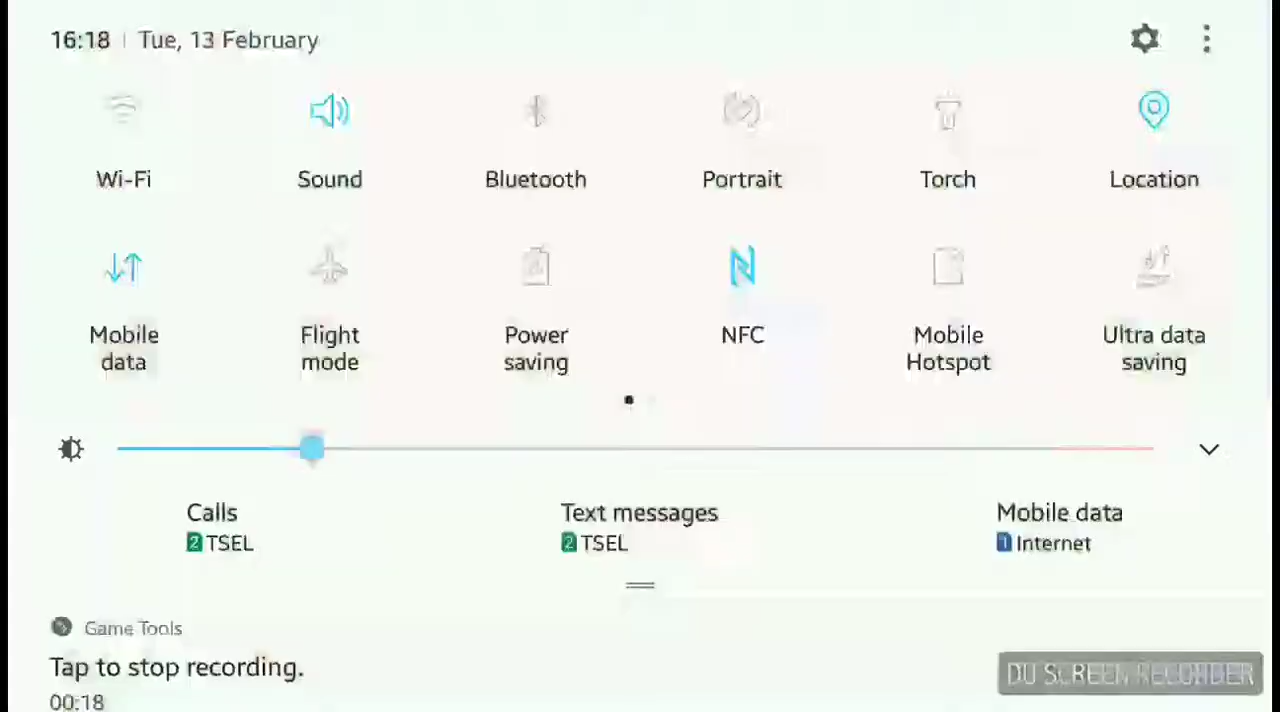 16:18 | Tue, 13 February
Wi-Fi
Sound
Bluetooth
Portrait
Torch
Location
Mobile
data
Flight
mode
Power
saving
NFC
Mobile
Hotspot
Ultra data
saving
Calls
2 TSEL
Text messages
2 TSEL
Mobile data
1 Internet
Game Tools
Tap to stop recording.
00:18
DU SCREEN RECORDER